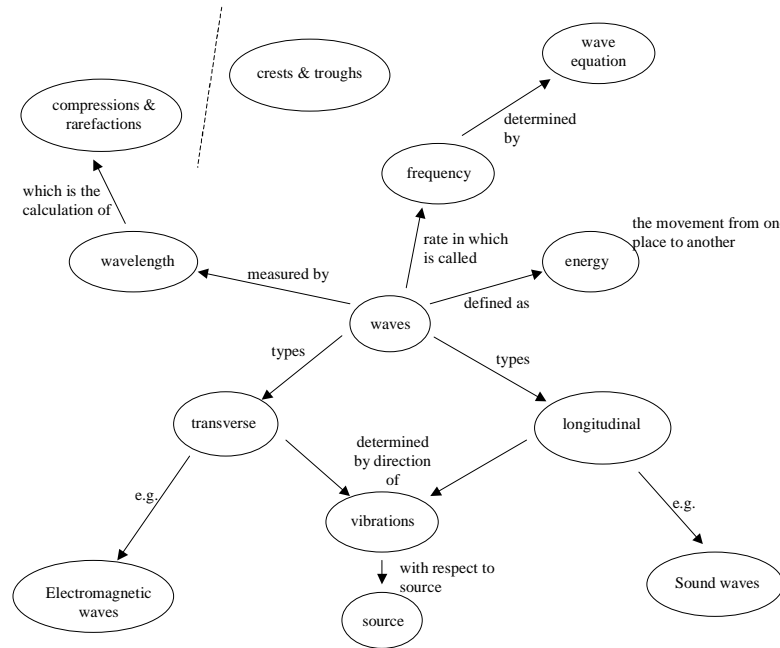 wave
equation
crests & troughs
compressions &
rarefactions
determined
by
frequency
which is the
calculation of
the movement from on
place to another
rate in which
is called
wavelength
energy
measured by
defined as
waves
types
types
transverse
longitudinal
determined
by direction
of
e.g.
e.g.
vibrations
with respect to
source
Electromagnetic
waves
Sound waves
source